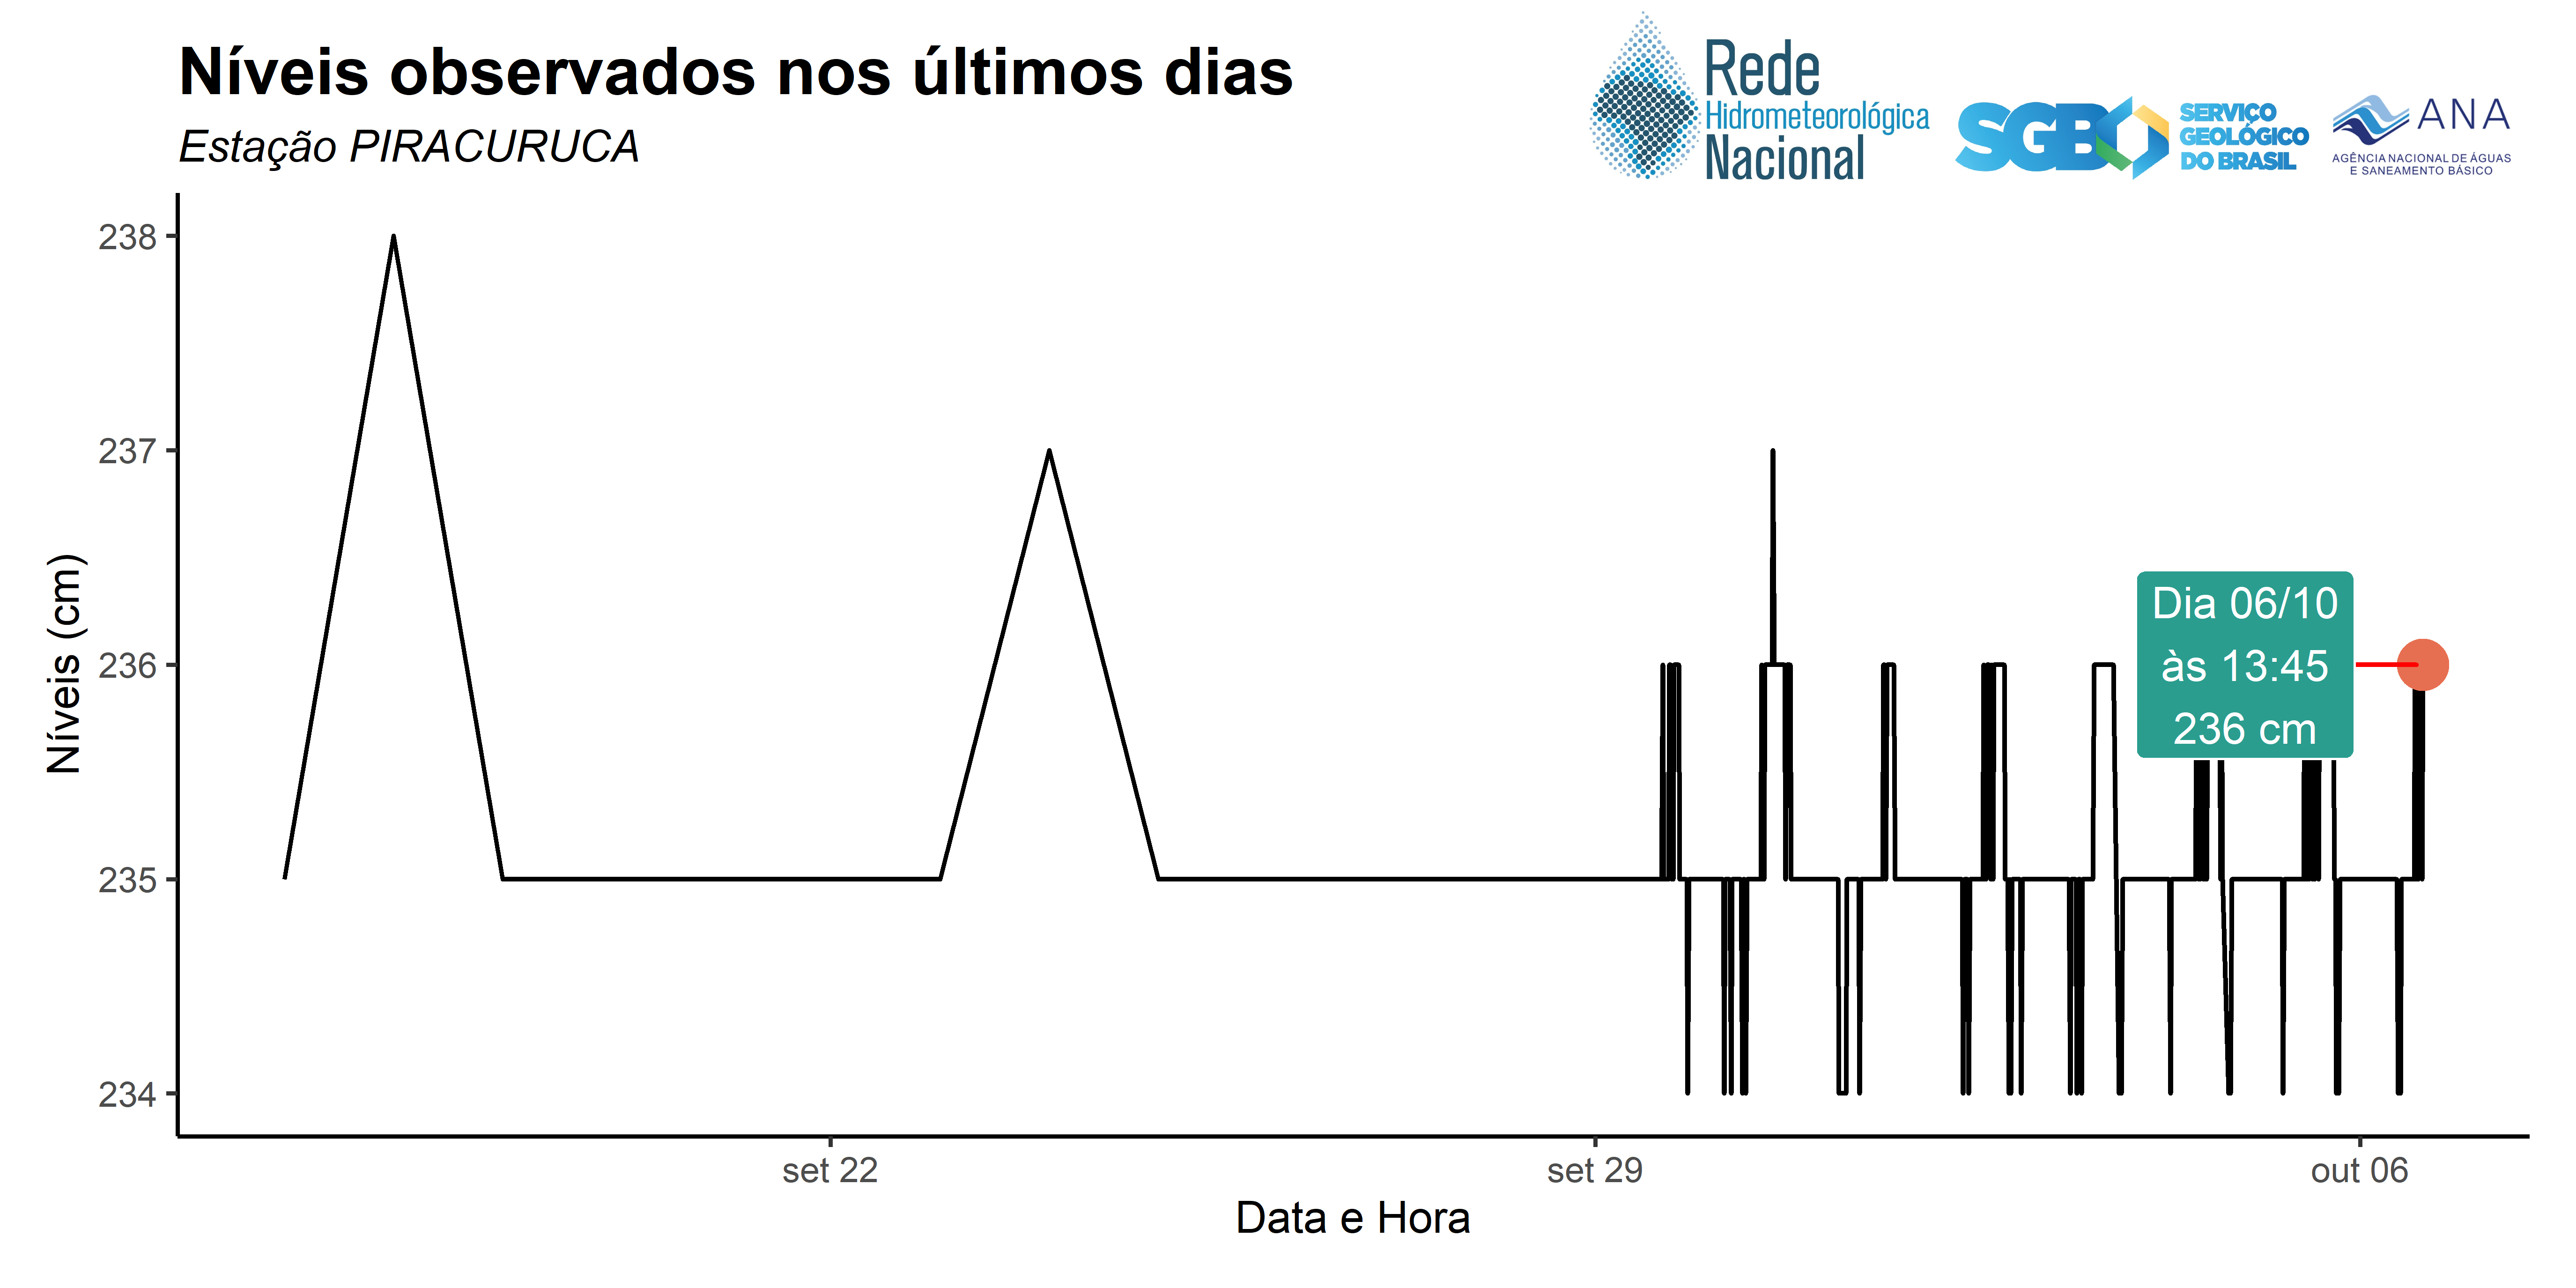 Níveis observados nos últimos dias
Estação PIRACURUCA
Rede
Hidrometeorológica
Nacional
SGB
SERVIÇO
GEOLÓGICO
DO BRASIL
ANA
AGÊNCIA NACIONAL DE ÁGUAS
E SANEAMENTO BÁSICO
Níveis (cm)
238
237
236
235
234
Dia 06/10
às 13:45
236 cm
set 22
set 29
out 06
Data e Hora